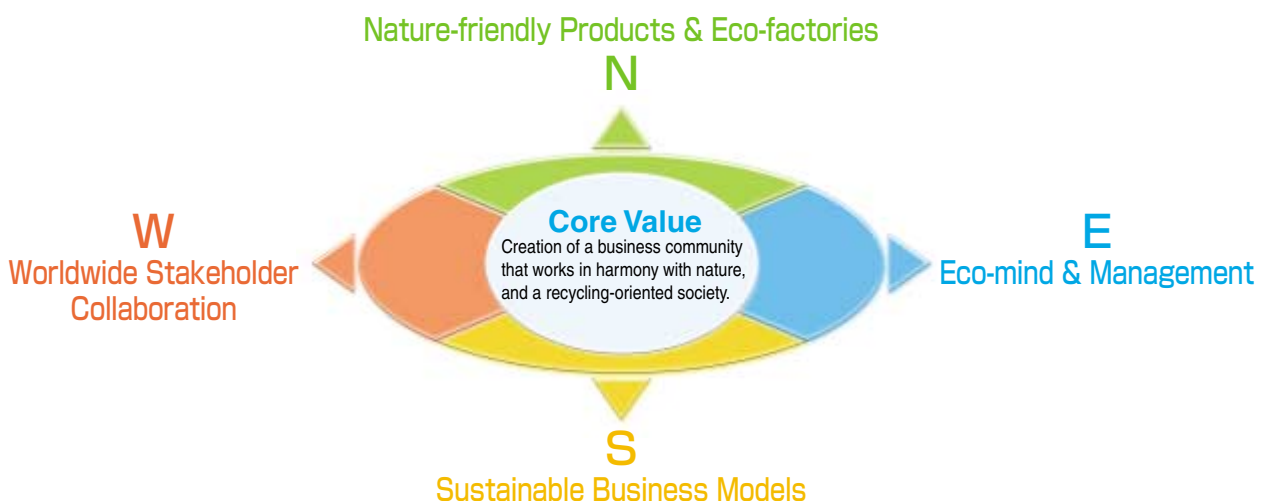 Nature-friendly Products & Eco-factories
N
W
Worldwide Stakeholder
Collaboration
Core Value
Creation of a business community
that works in harmony with nature,
and a recycling-oriented society.
E
Eco-mind & Management
S
Sustainable Business Models